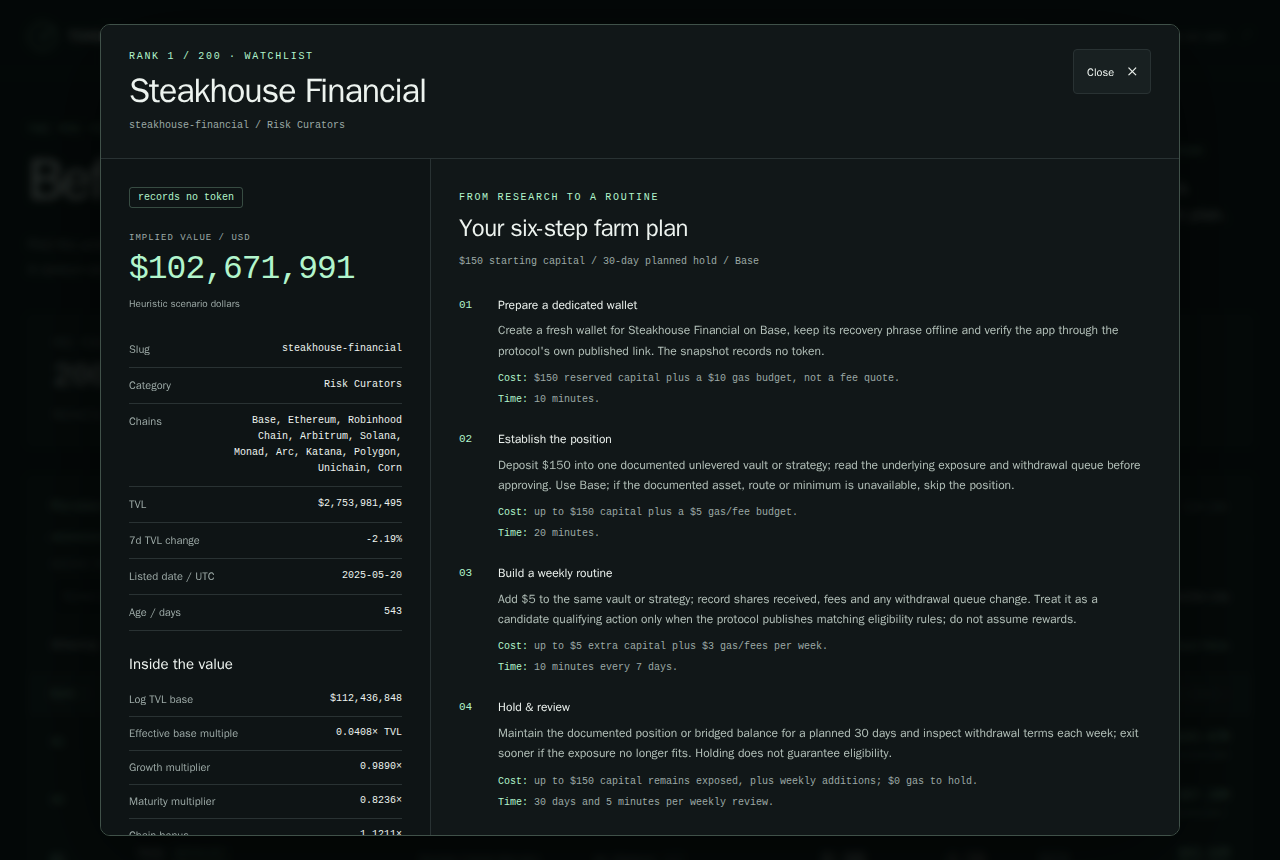 RANK 1 / 200 · WATCHLIST
Steakhouse Financial
steakhouse-financial / Risk Curators
Close ×
records no token
IMPLIED VALUE / USD
$102,671,991
Heuristic scenario dollars
Slug steakhouse-financial
Category Risk Curators
Chains Base, Ethereum, Robinhood
Chain, Arbitrum, Solana,
Monad, Arc, Katana, Polygon,
Unichain, Corn
TVL $2,753,981,495
7d TVL change -2.19%
Listed date / UTC 2025-05-20
Age / days 543
Inside the value
Log TVL base $112,436,848
Effective base multiple 0.0408× TVL
Growth multiplier 0.9890×
Maturity multiplier 0.8236×
Chain bonus 1.1211×
FROM RESEARCH TO A ROUTINE
Your six-step farm plan
$150 starting capital / 30-day planned hold / Base
01 Prepare a dedicated wallet
Create a fresh wallet for Steakhouse Financial on Base, keep its recovery phrase offline and verify the app through the
protocol's own published link. The snapshot records no token.
Cost: $150 reserved capital plus a $10 gas budget, not a fee quote.
Time: 10 minutes.
02 Establish the position
Deposit $150 into one documented unlevered vault or strategy; read the underlying exposure and withdrawal queue before
approving. Use Base; if the documented asset, route or minimum is unavailable, skip the position.
Cost: up to $150 capital plus a $5 gas/fee budget.
Time: 20 minutes.
03 Build a weekly routine
Add $5 to the same vault or strategy; record shares received, fees and any withdrawal queue change. Treat it as a
candidate qualifying action only when the protocol publishes matching eligibility rules; do not assume rewards.
Cost: up to $5 extra capital plus $3 gas/fees per week.
Time: 10 minutes every 7 days.
04 Hold & review
Maintain the documented position or bridged balance for a planned 30 days and inspect withdrawal terms each week; exit
sooner if the exposure no longer fits. Holding does not guarantee eligibility.
Cost: up to $150 capital remains exposed, plus weekly additions; $0 gas to hold.
Time: 30 days and 5 minutes per weekly review.